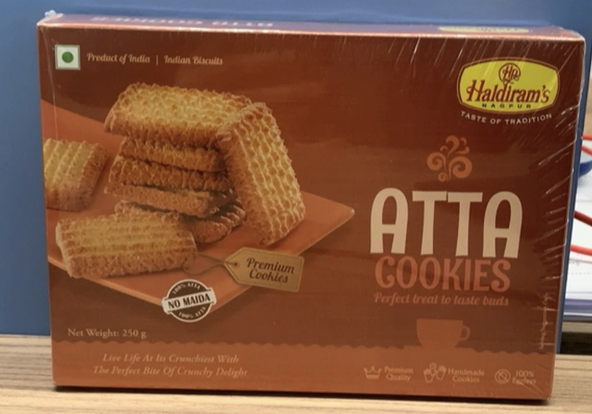 Product of India | Indian Biscuits
Haldiram's
NAGPUR
TASTE OF TRADITION
ATTA
COOKIES
Perfect treat to taste buds
Premium
Cookies
100% ATTA
NO MAIDA
100% ATTA
Net Weight: 250 g
Live Life At Its Crunchiest With
The Perfect Bite Of Crunchy Delight
Premium
Quality
Handmade
Cookies
100%